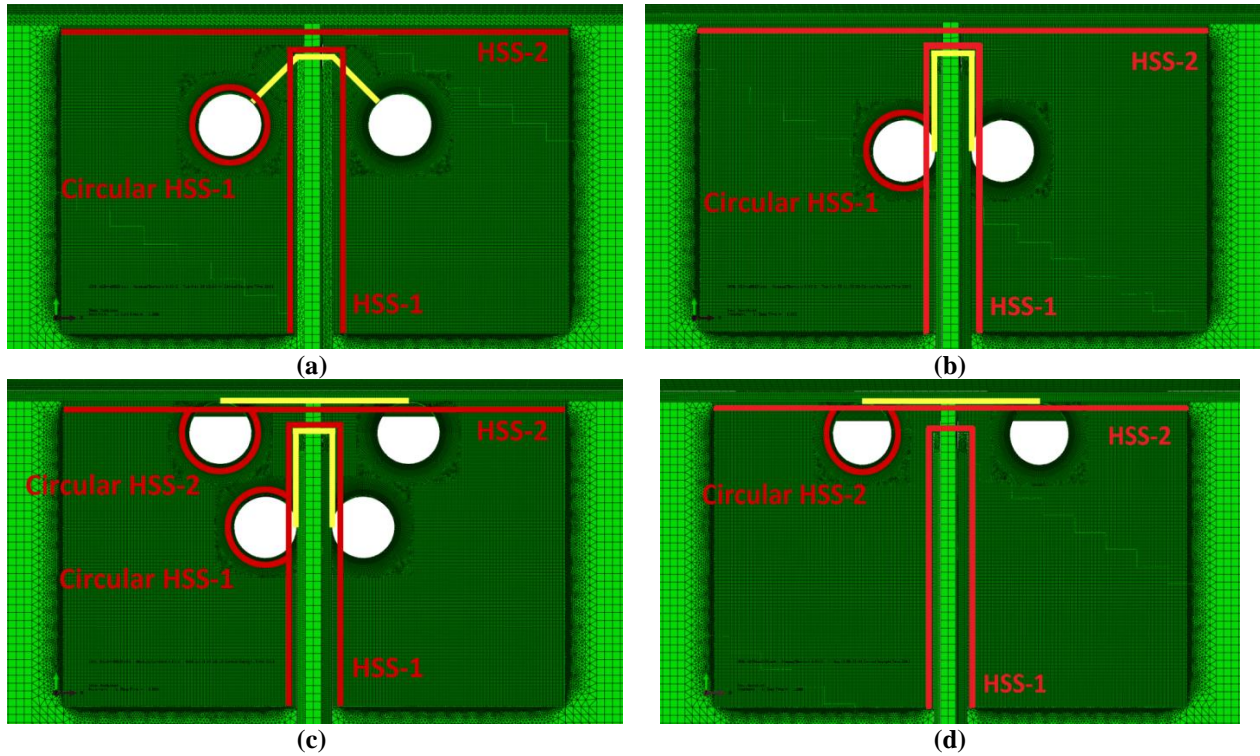 HSS-2
Circular HSS-1
HSS-1
(a)
HSS-2
Circular HSS-1
HSS-1
(b)
HSS-2
Circular HSS-2
Circular HSS-1
HSS-1
(c)
HSS-2
Circular HSS-2
HSS-1
(d)